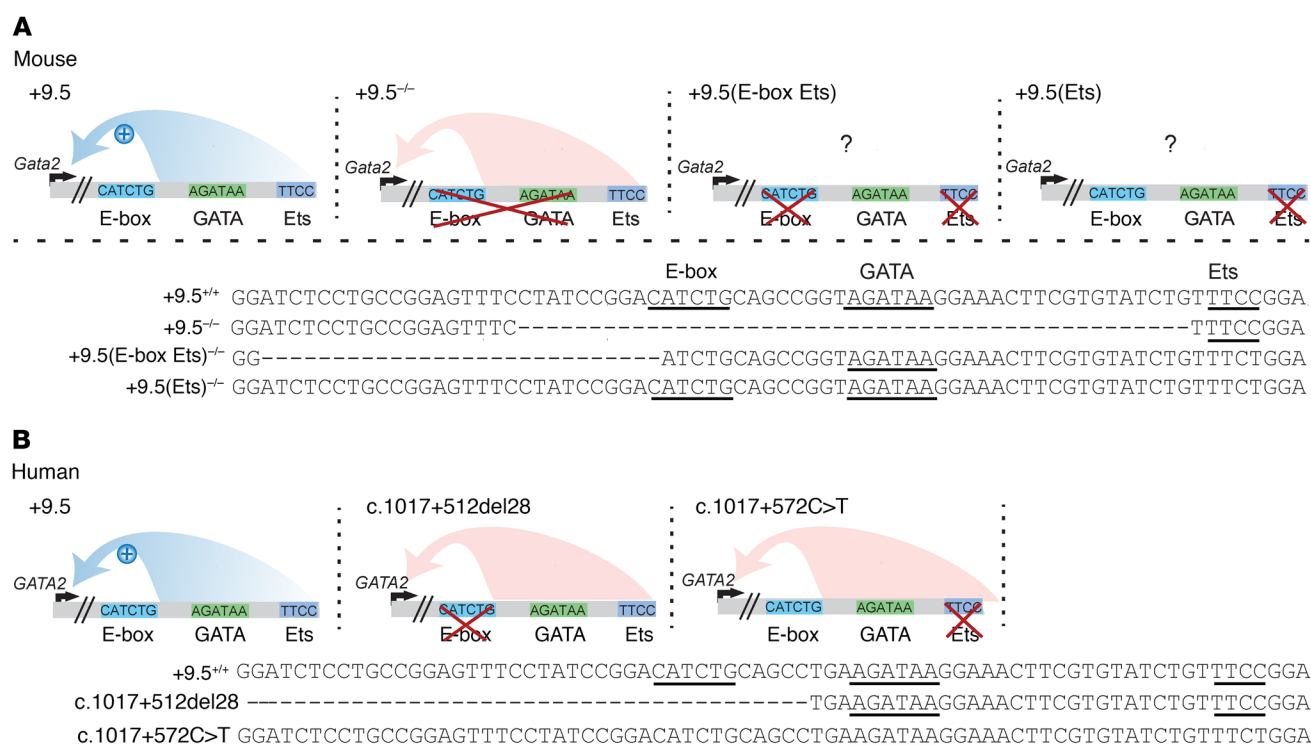 A
Mouse
+9.5 +9.5–/– +9.5(E-box Ets) +9.5(Ets)
+ ? ?
Gata2 Gata2 Gata2 Gata2
CATCTG AGATAA TTCC CATCTG AGATAA TTCC CATCTG AGATAA TTCC CATCTG AGATAA TTCC
E-box GATA Ets E-box GATA Ets E-box GATA Ets E-box GATA Ets
E-box GATA Ets
+9.5+/+ GGATCTCCTGCCGGAGTTTCCTATCCGGACATCTGCAGCCGGTAGATAAGGAAACTTCGTGTATCTGTTTCCGGA
+9.5–/– GGATCTCCTGCCGGAGTTTC------------------------------------------------TTTCCGGA
+9.5(E-box Ets)–/– GG----------------------------ATCTGCAGCCGGTAGATAAGGAAACTTCGTGTATCTGTTTCTGGA
+9.5(Ets)–/– GGATCTCCTGCCGGAGTTTCCTATCCGGACATCTGCAGCCGGTAGATAAGGAAACTTCGTGTATCTGTTTCTGGA
B
Human
+9.5 c.1017+512del28 c.1017+572C>T
+
GATA2 GATA2 GATA2
CATCTG AGATAA TTCC CATCTG AGATAA TTCC CATCTG AGATAA TTCC
E-box GATA Ets E-box GATA Ets E-box GATA Ets
+9.5+/+ GGATCTCCTGCCGGAGTTTCCTATCCGGACATCTGCAGCCTGAAGATAAGGAAACTTCGTGTATCTGTTTCCGGA
c.1017+512del28 ----------------------------------------TGAAGATAAGGAAACTTCGTGTATCTGTTTCCGGA
c.1017+572C>T GGATCTCCTGCCGGAGTTTCCTATCCGGACATCTGCAGCCTGAAGATAAGGAAACTTCGTGTATCTGTTTCTGGA